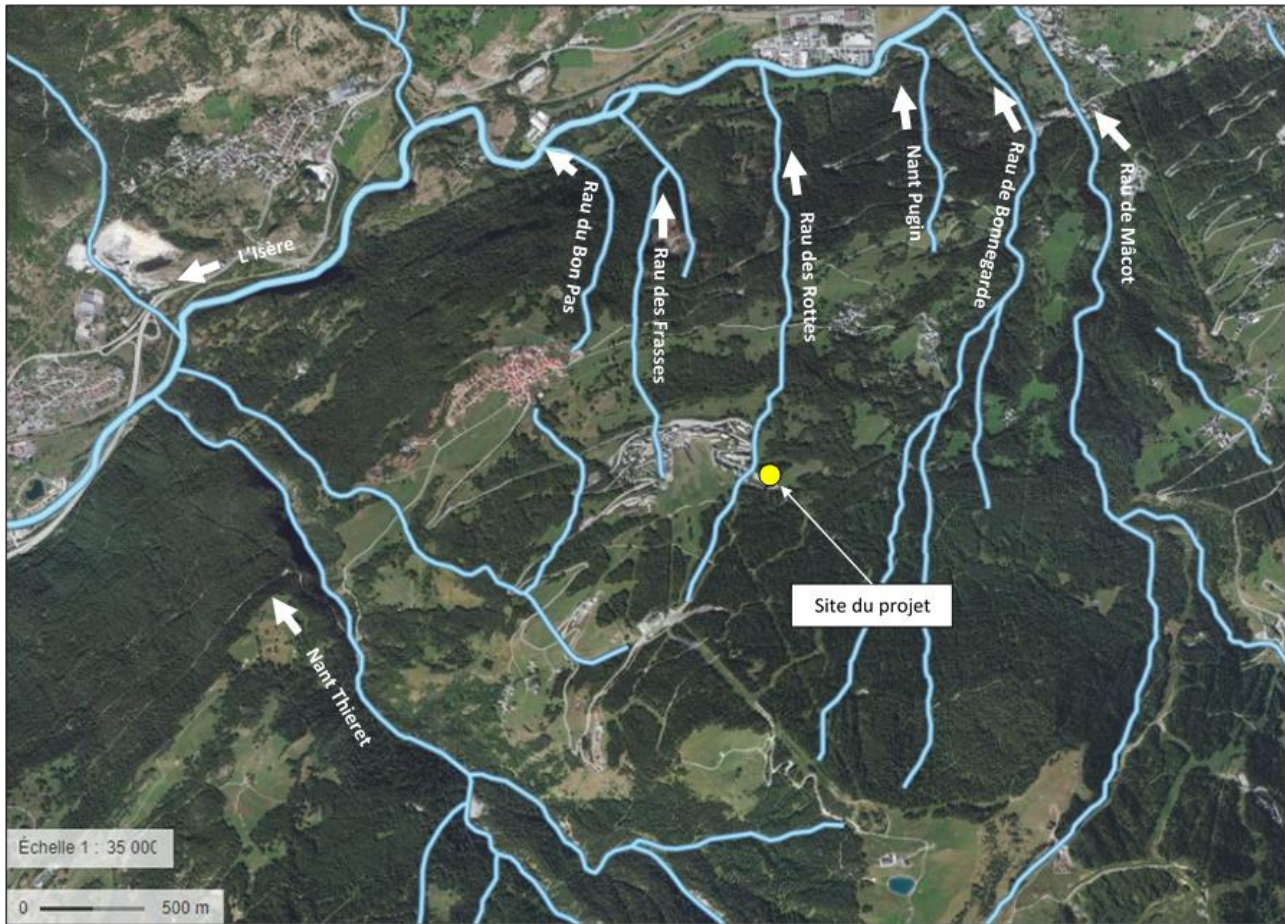 L'Isère
Rau du Bon Pas
Rau des Frasses
Rau des Rottes
Nant Pugin
Rau de Bonnegarde
Rau de Mâcot
Site du projet
Nant Thieret
Échelle 1 : 35 000
0 500 m